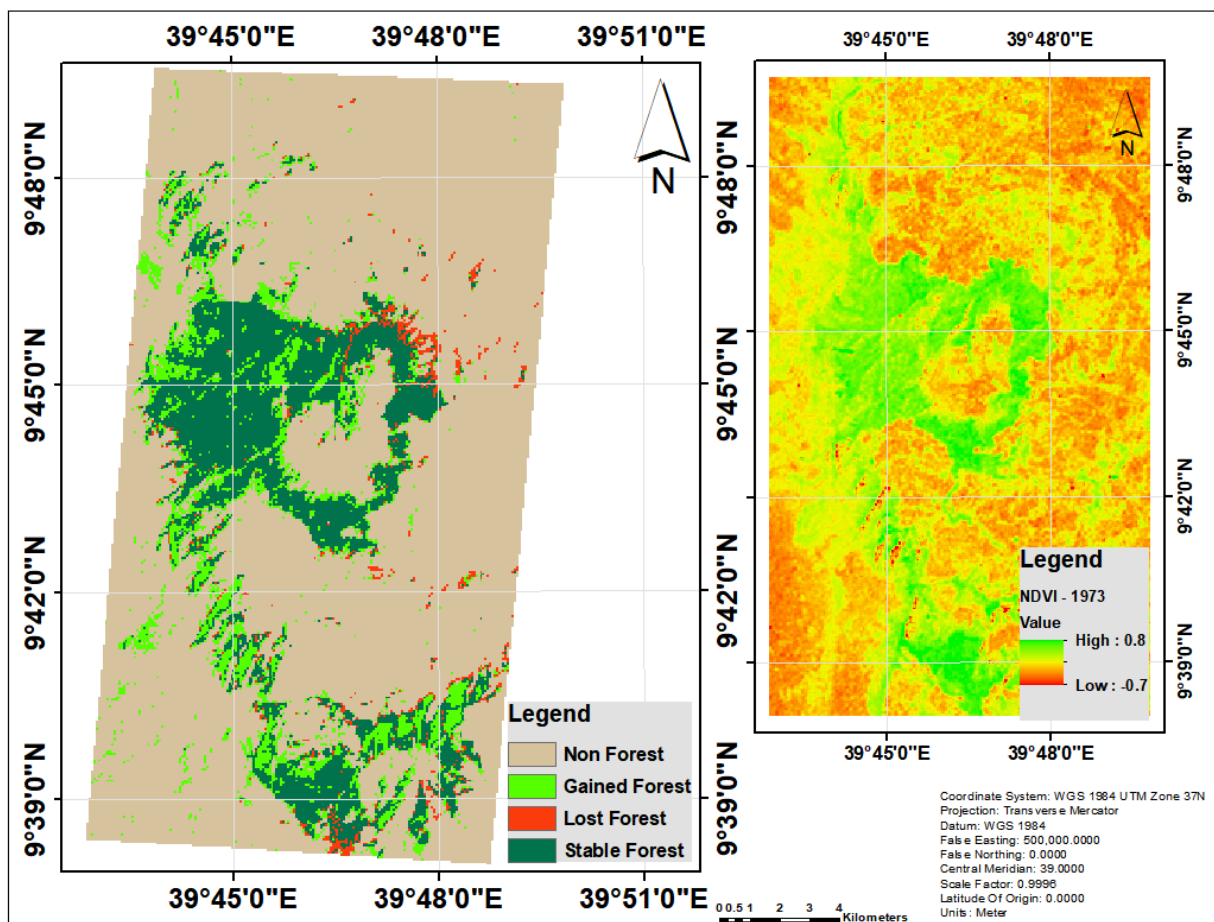 39°45'0"E 39°48'0"E 39°51'0"E
9°48'0"N
9°45'0"N
9°42'0"N
9°39'0"N
N
9°48'0"N
9°45'0"N
9°42'0"N
9°39'0"N
Legend
Non Forest
Gained Forest
Lost Forest
Stable Forest
39°45'0"E 39°48'0"E 39°51'0"E
39°45'0"E 39°48'0"E
N
9°48'0"N
9°45'0"N
9°42'0"N
9°39'0"N
Legend
NDVI - 1973
Value
High : 0.8
Low : -0.7
39°45'0"E 39°48'0"E
Coordinate System: WGS 1984 UTM Zone 37N
Projection: Transverse Mercator
Datum: WGS 1984
False Easting: 500,000.0000
False Northing: 0.0000
Central Meridian: 39.0000
Scale Factor: 0.9996
Latitude Of Origin: 0.0000
Units: Meter
0 0.5 1 2 3 4
Kilometers